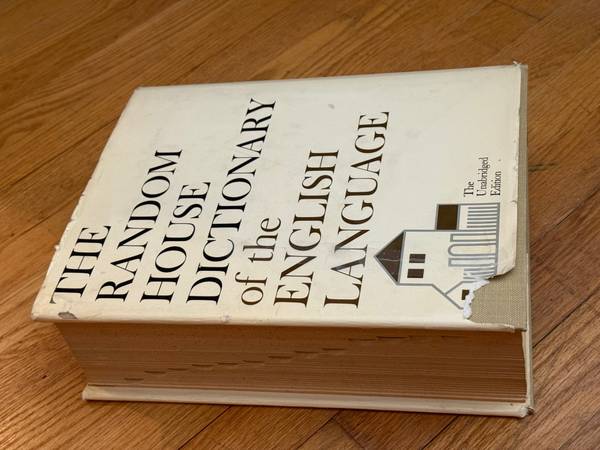 THE
RANDOM
HOUSE
DICTIONARY
of the
ENGLISH
LANGUAGE
The
Unabridged
Edition